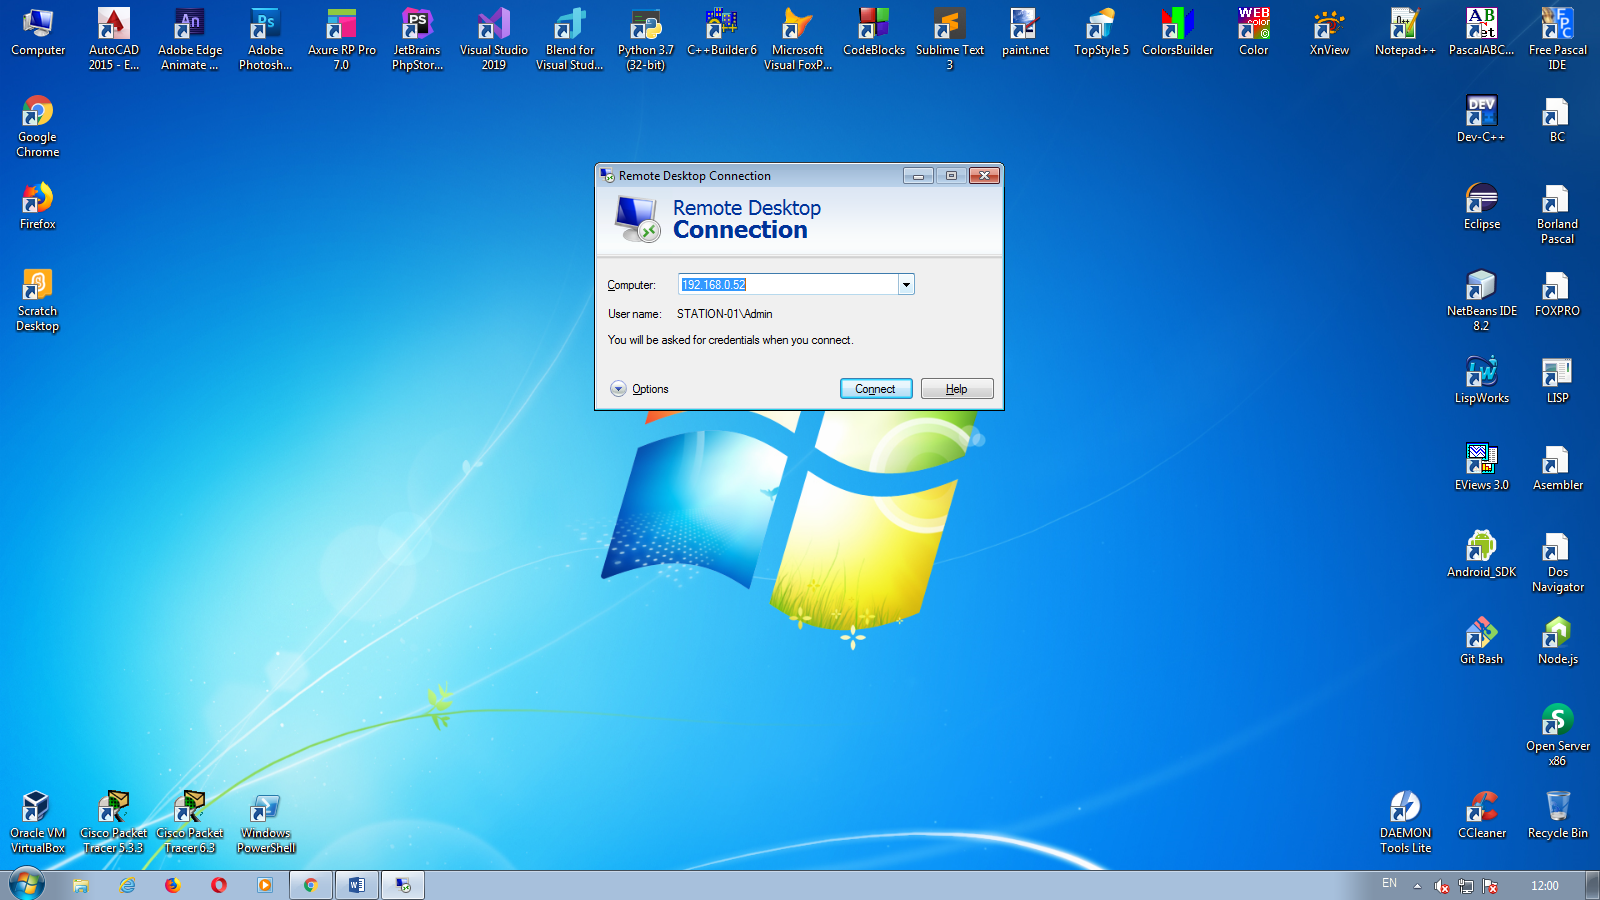 Computer
AutoCAD
2015 - E...
Adobe Edge
Animate ...
Adobe
Photosh...
Axure RP Pro
7.0
JetBrains
PhpStor...
Visual Studio
2019
Blend for
Visual Stud...
Python 3.7
(32-bit)
C++Builder 6
Microsoft
Visual FoxP...
CodeBlocks
Sublime Text
3
paint.net
TopStyle 5
ColorsBuilder
Color
XnView
Notepad++
PascalABC...
Free Pascal
IDE
Google
Chrome
Firefox
Scratch
Desktop
Remote Desktop Connection
Remote Desktop
Connection
Computer:
192.168.0.52
User name:
STATION-01\Admin
You will be asked for credentials when you connect.
Options
Connect
Help
Dev-C++
BC
Eclipse
Borland
Pascal
NetBeans IDE
8.2
FOXPRO
LispWorks
LISP
EViews 3.0
Asembler
Android_SDK
Dos
Navigator
Git Bash
Node.js
Open Server
x86
Oracle VM
VirtualBox
Cisco Packet
Tracer 5.3.3
Cisco Packet
Tracer 6.3
Windows
PowerShell
DAEMON
Tools Lite
CCleaner
Recycle Bin
EN
12:00